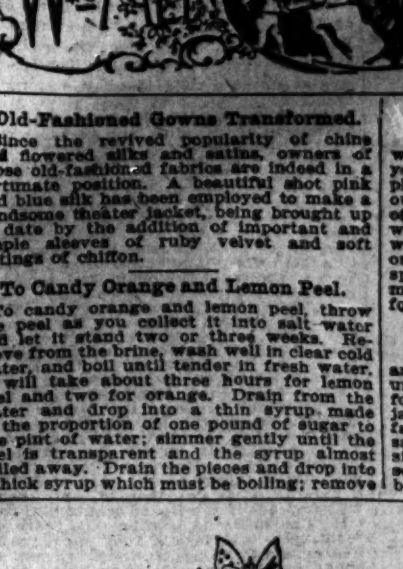 Old-Fashioned Gowns Transformed.
Since the revived popularity of chine
d flowered silks and satins, owners of
ose old-fashioned fabrics are indeed in a
rtunate position. A beautiful shot pink
d blue silk has been employed to make a
ndsome theater jacket, being brought up
date by the addition of important and
mple sleeves of ruby velvet and soft
tings of chiffon.
To Candy Orange and Lemon Peel.
To candy orange and lemon peel, throw
e peel as you collect it into salt water
d let it stand two or three weeks. Re-
ove from the brine, wash well in clear cold
ater, and boil until tender in fresh water.
will take about three hours for lemon
el and two for orange. Drain from the
ater and drop into a thin syrup made
the proportion of one pound of sugar to
e pint of water; simmer gently until the
el is transparent and the syrup almost
iled away. Drain the pieces and drop into
thick syrup which must be boiling; remove